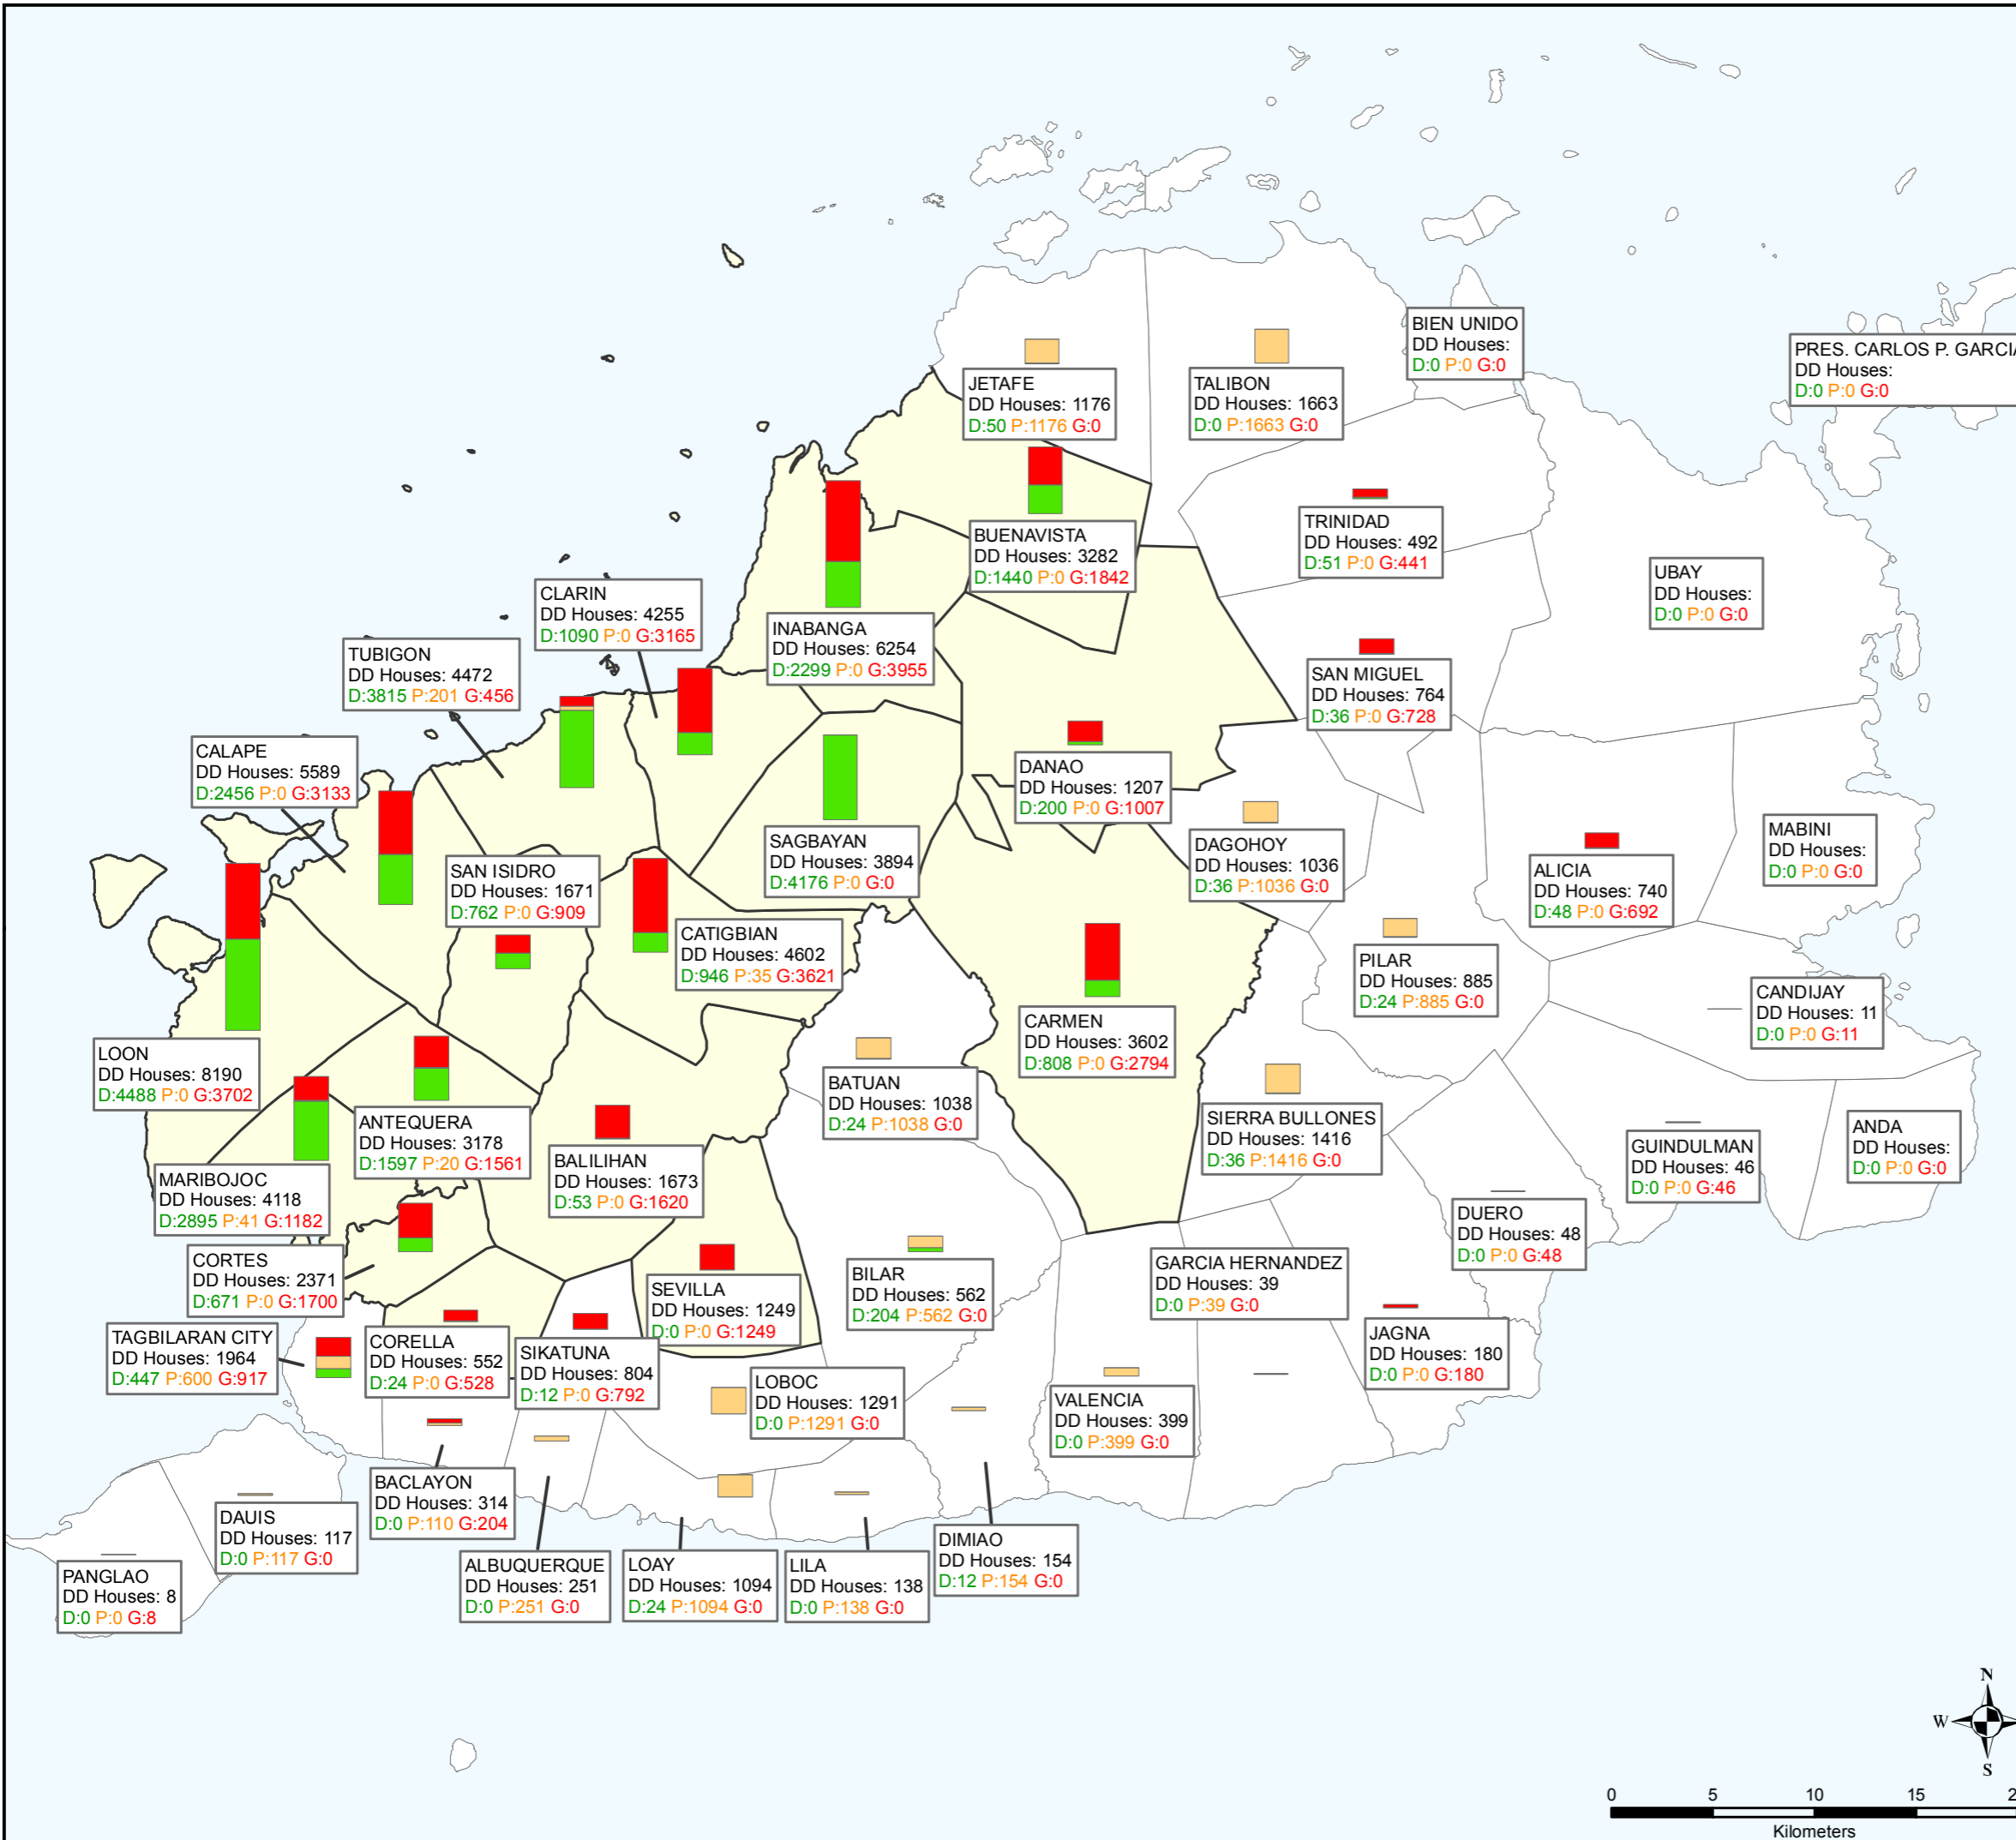 BIEN UNIDO
DD Houses:
D:0 P:0 G:0
PRES. CARLOS P. GARCIA
DD Houses:
D:0 P:0 G:0
JETAFE
DD Houses: 1176
D:50 P:1176 G:0
TALIBON
DD Houses: 1663
D:0 P:1663 G:0
TRINIDAD
DD Houses: 492
D:51 P:0 G:441
BUENAVISTA
DD Houses: 3282
D:1440 P:0 G:1842
UBAY
DD Houses:
D:0 P:0 G:0
CLARIN
DD Houses: 4255
D:1090 P:0 G:3165
INABANGA
DD Houses: 6254
D:2299 P:0 G:3955
TUBIGON
DD Houses: 4472
D:3815 P:201 G:456
SAN MIGUEL
DD Houses: 764
D:36 P:0 G:728
CALAPE
DD Houses: 5589
D:2456 P:0 G:3133
DANAO
DD Houses: 1207
D:200 P:0 G:1007
SAGBAYAN
DD Houses: 3894
D:4176 P:0 G:0
DAGOHOY
DD Houses: 1036
D:36 P:1036 G:0
MABINI
DD Houses:
D:0 P:0 G:0
SAN ISIDRO
DD Houses: 1671
D:762 P:0 G:909
ALICIA
DD Houses: 740
D:48 P:0 G:692
CATIGBIAN
DD Houses: 4602
D:946 P:35 G:3621
PILAR
DD Houses: 885
D:24 P:885 G:0
CANDIJAY
DD Houses: 11
D:0 P:0 G:11
CARMEN
DD Houses: 3602
D:808 P:0 G:2794
LOON
DD Houses: 8190
D:4488 P:0 G:3702
BATUAN
DD Houses: 1038
D:24 P:1038 G:0
ANTEQUERA
DD Houses: 3178
D:1597 P:20 G:1561
SIERRA BULLONES
DD Houses: 1416
D:36 P:1416 G:0
ANDA
DD Houses:
D:0 P:0 G:0
GUINDULMAN
DD Houses: 46
D:0 P:0 G:46
BALILIHAN
DD Houses: 1673
D:53 P:0 G:1620
MARIBOJOC
DD Houses: 4118
D:2895 P:41 G:1182
DUERO
DD Houses: 48
D:0 P:0 G:48
CORTES
DD Houses: 2371
D:671 P:0 G:1700
GARCIA HERNANDEZ
DD Houses: 39
D:0 P:39 G:0
BILAR
DD Houses: 562
D:204 P:562 G:0
SEVILLA
DD Houses: 1249
D:0 P:0 G:1249
TAGBILARAN CITY
DD Houses: 1964
D:447 P:600 G:917
CORELLA
DD Houses: 552
D:24 P:0 G:528
SIKATUNA
DD Houses: 804
D:12 P:0 G:792
JAGNA
DD Houses: 180
D:0 P:0 G:180
LOBOC
DD Houses: 1291
D:0 P:1291 G:0
VALENCIA
DD Houses: 399
D:0 P:399 G:0
BACLAYON
DD Houses: 314
D:0 P:110 G:204
DAUIS
DD Houses: 117
D:0 P:117 G:0
DIMIAO
DD Houses: 154
D:12 P:154 G:0
ALBUQUERQUE
DD Houses: 251
D:0 P:251 G:0
LOAY
DD Houses: 1094
D:24 P:1094 G:0
LILA
DD Houses: 138
D:0 P:138 G:0
PANGLAO
DD Houses: 8
D:0 P:0 G:8
N
W
S
0 5 10 15
Kilometers